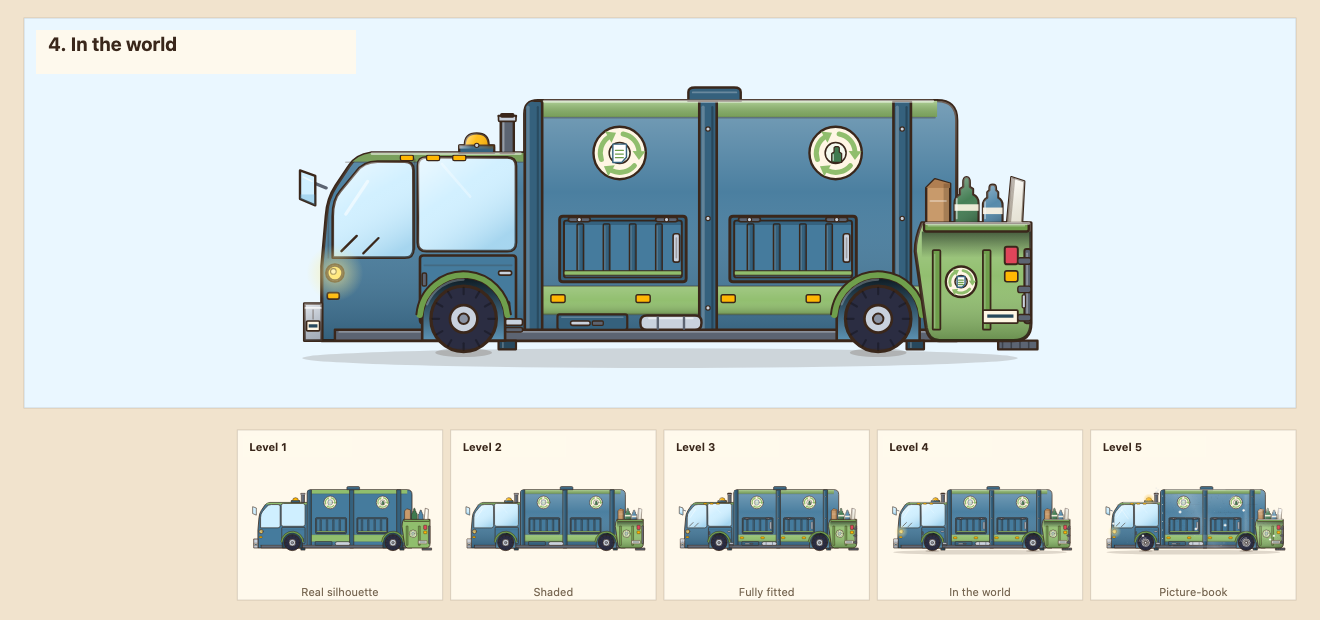 4. In the world
Level 1
Level 2
Level 3
Level 4
Level 5
Real silhouette
Shaded
Fully fitted
In the world
Picture-book